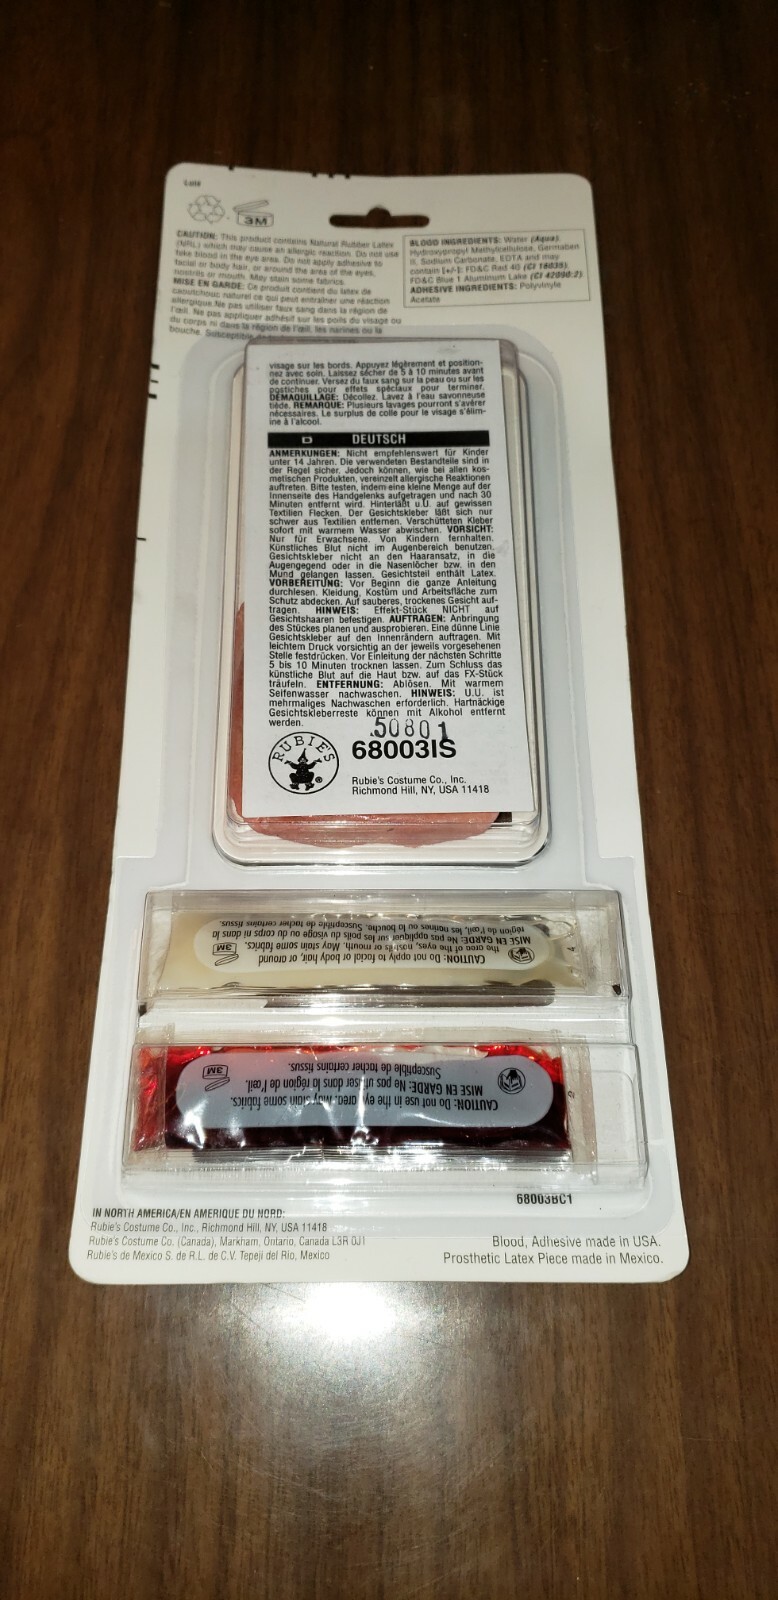 3M
CAUTION: This product contains Natural Rubber Latex
(NRL) which may cause an allergic reaction. Do not use
fake blood in the eye area. Do not apply adhesive to
facial or body hair, or around the area of the eyes,
nostrils or mouth. May stain some fabrics.
MISE EN GARDE: Ce produit contient du latex de
caoutchouc naturel ce qui peut entraîner une réaction
allergique. Ne pas utiliser faux sang dans la région de
l'œil. Ne pas appliquer adhésif sur les poils du visage ou
du corps ni dans la région de l'œil, les narines ou la
bouche. Susceptible de
BLOOD INGREDIENTS: Water (Aqua),
Hydroxypropyl Methylcellulose, Germaben
II, Sodium Carbonate, EDTA and may
contain [+/-]: FD&C Red 40 (CI 16035),
FD&C Blue 1 Aluminum Lake (CI 42090:2)
ADHESIVE INGREDIENTS: Polyvinyle
Acetate
visage sur les bords. Appuyez légèrement et position-
nez avec soin. Laissez sécher de 5 à 10 minutes avant
de continuer. Versez du faux sang sur la peau ou sur les
postiches pour effets spéciaux pour terminer.
DÉMAQUILLAGE: Décollez. Lavez à l'eau savonneuse
tiède. REMARQUE: Plusieurs lavages pourront s'avérer
nécessaires. Le surplus de colle pour le visage s'élim-
ine à l'alcool.
D DEUTSCH
ANMERKUNGEN: Nicht empfehlenswert für Kinder
unter 14 Jahren. Die verwendeten Bestandteile sind in
der Regel sicher. Jedoch können, wie bei allen kos-
metischen Produkten, vereinzelt allergische Reaktionen
auftreten. Bitte testen, indem eine kleine Menge auf der
Innenseite des Handgelenks aufgetragen und nach 30
Minuten entfernt wird. Hinterläßt u.U. auf gewissen
Textilien Flecken. Der Gesichtskleber läßt sich nur
schwer aus Textilien entfernen. Verschütteten Kleber
sofort mit warmem Wasser abwischen. VORSICHT:
Nur für Erwachsene. Von Kindern fernhalten.
Künstliches Blut nicht im Augenbereich benutzen.
Gesichtskleber nicht an den Haaransatz, in die
Augengegend oder in die Nasenlöcher bzw. in den
Mund gelangen lassen. Gesichtsteil enthält Latex.
VORBEREITUNG: Vor Beginn die ganze Anleitung
durchlesen. Kleidung, Kostüm und Arbeitsfläche zum
Schutz abdecken. Auf sauberes, trockenes Gesicht auf-
tragen. HINWEIS: Effekt-Stück NICHT auf
Gesichtshaaren befestigen. AUFTRAGEN: Anbringung
des Stückes planen und ausprobieren. Eine dünne Linie
Gesichtskleber auf den Innenrändern auftragen. Mit
leichtem Druck vorsichtig an der jeweils vorgesehenen
Stelle festdrücken. Vor Einleitung der nächsten Schritte
5 bis 10 Minuten trocknen lassen. Zum Schluss das
künstliche Blut auf die Haut bzw. auf das FX-Stück
träufeln. ENTFERNUNG: Ablösen. Mit warmem
Seifenwasser nachwaschen. HINWEIS: U.U. ist
mehrmaliges Nachwaschen erforderlich. Hartnäckige
Gesichtskleberreste können mit Alkohol entfernt
werden.
50801
RUBIE'S
®
68003IS
Rubie's Costume Co., Inc.
Richmond Hill, NY, USA 11418
CAUTION: Do not apply to facial or body hair, or around
the area of the eyes, nostrils or mouth. May stain some fabrics.
MISE EN GARDE: Ne pas appliquer sur les poils du visage ou du corps ni dans la
région de l'œil, les narines ou la bouche. Susceptible de tacher certains tissus.
3M
CAUTION: Do not use in the eye area. May stain some fabrics.
MISE EN GARDE: Ne pas utiliser dans la région de l'œil.
Susceptible de tacher certains tissus.
3M
68003BC1
IN NORTH AMERICA/EN AMERIQUE DU NORD:
Rubie's Costume Co., Inc., Richmond Hill, NY, USA 11418
Rubie's Costume Co. (Canada), Markham, Ontario, Canada L3R 0J1
Rubie's de Mexico S. de R.L. de C.V. Tepeji del Rio, Mexico
Blood, Adhesive made in USA.
Prosthetic Latex Piece made in Mexico.